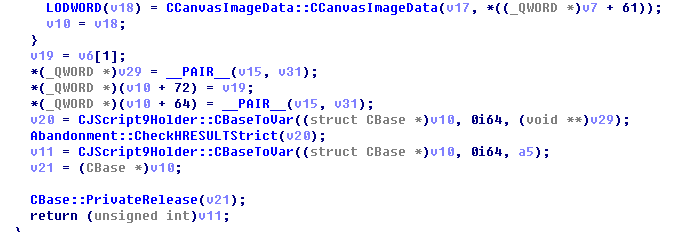 LODWORD(v18) = CCanvasImageData::CCanvasImageData(v17, *((_QWORD *)v7 + 61));
v10 = v18;
}
v19 = v6[1];
*(_QWORD *)v29 = __PAIR__(v15, v31);
*(_QWORD *)(v10 + 72) = v19;
*(_QWORD *)(v10 + 64) = __PAIR__(v15, v31);
v20 = CJScript9Holder::CBaseToVar((struct CBase *)v10, 0i64, (void **)v29);
Abandonment::CheckHRESULTStrict(v20);
v11 = CJScript9Holder::CBaseToVar((struct CBase *)v10, 0i64, a5);
v21 = (CBase *)v10;
CBase::PrivateRelease(v21);
return (unsigned int)v11;
}